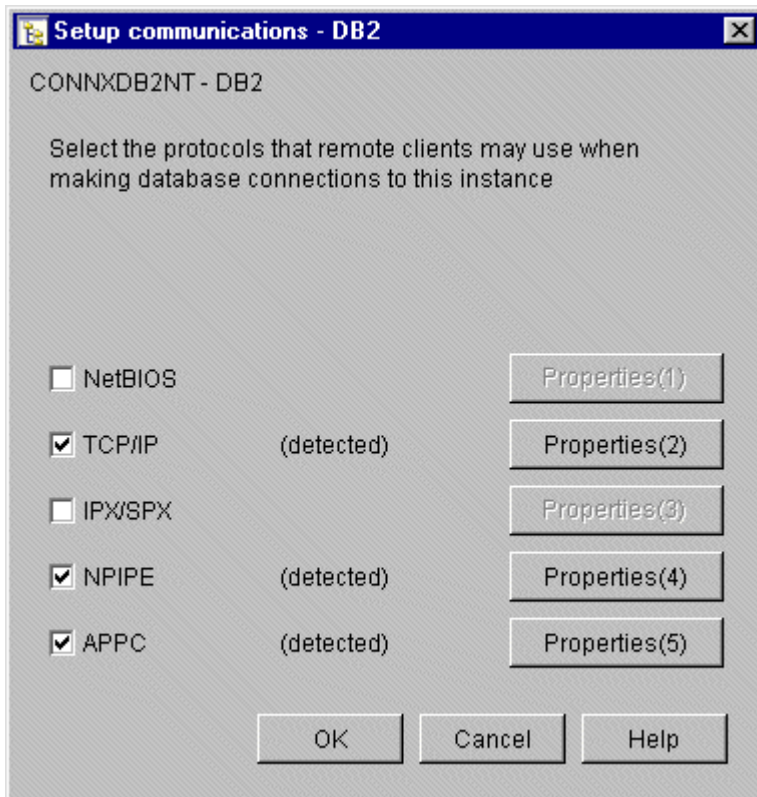 Setup communications - DB2
CONNXDB2NT - DB2
Select the protocols that remote clients may use when
making database connections to this instance
NetBIOS Properties(1)
TCP/IP (detected) Properties(2)
IPX/SPX Properties(3)
NPIPE (detected) Properties(4)
APPC (detected) Properties(5)
OK Cancel Help